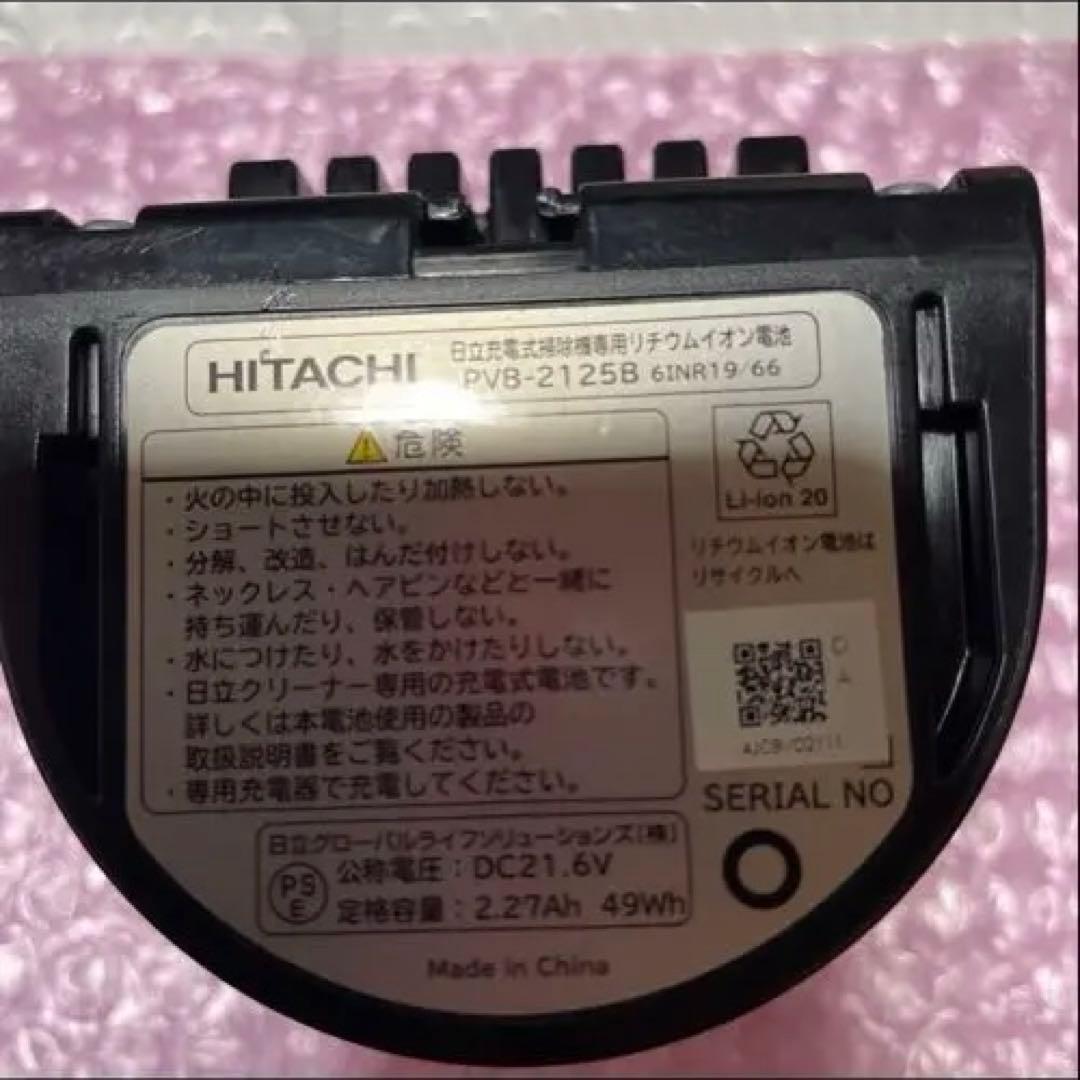 HITACHI
日立充電式掃除機専用リチウムイオン電池
PVB-2125B 6INR19/66
危険
・火の中に投入したり加熱しない。
・ショートさせない。
・分解、改造、はんだ付けしない。
・ネックレス・ヘアピンなどと一緒に
持ち運んだり、保管しない。
・水につけたり、水をかけたりしない。
・日立クリーナー専用の充電式電池です。
詳しくは本電池使用の製品の
取扱説明書をご覧ください。
・専用充電器で充電してください。
Li-ion 20
リチウムイオン電池は
リサイクルへ
SERIAL NO
日立グローバルライフソリューションズ(株)
PS
E
公称電圧：DC21.6V
定格容量：2.27Ah 49Wh
Made in China